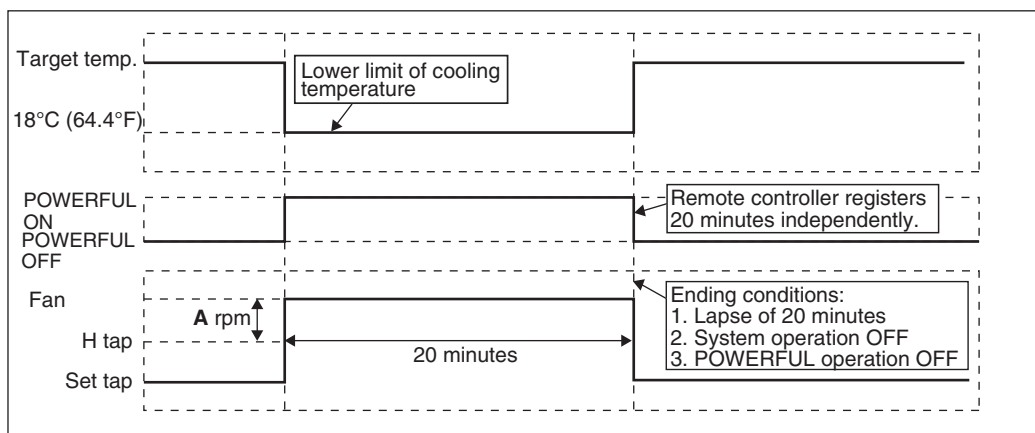 Target temp.
Lower limit of cooling
temperature
18°C (64.4°F)
POWERFUL
ON
POWERFUL
OFF
Remote controller registers
20 minutes independently.
Fan
A rpm
H tap
20 minutes
Set tap
Ending conditions:
1. Lapse of 20 minutes
2. System operation OFF
3. POWERFUL operation OFF